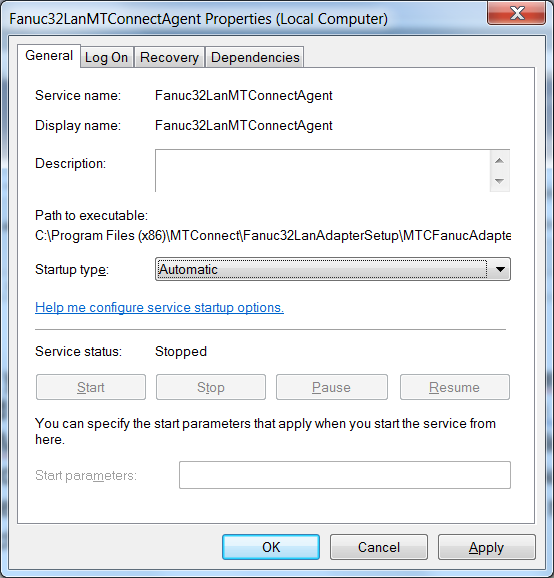 Fanuc32LanMTConnectAgent Properties (Local Computer)
General Log On Recovery Dependencies
Service name: Fanuc32LanMTConnectAgent
Display name: Fanuc32LanMTConnectAgent
Description:
Path to executable:
C:\Program Files (x86)\MTConnect\Fanuc32LanAdapterSetup\MTCFanucAdapte
Startup type: Automatic
Help me configure service startup options.
Service status: Stopped
Start Stop Pause Resume
You can specify the start parameters that apply when you start the service from
here.
Start parameters:
OK Cancel Apply